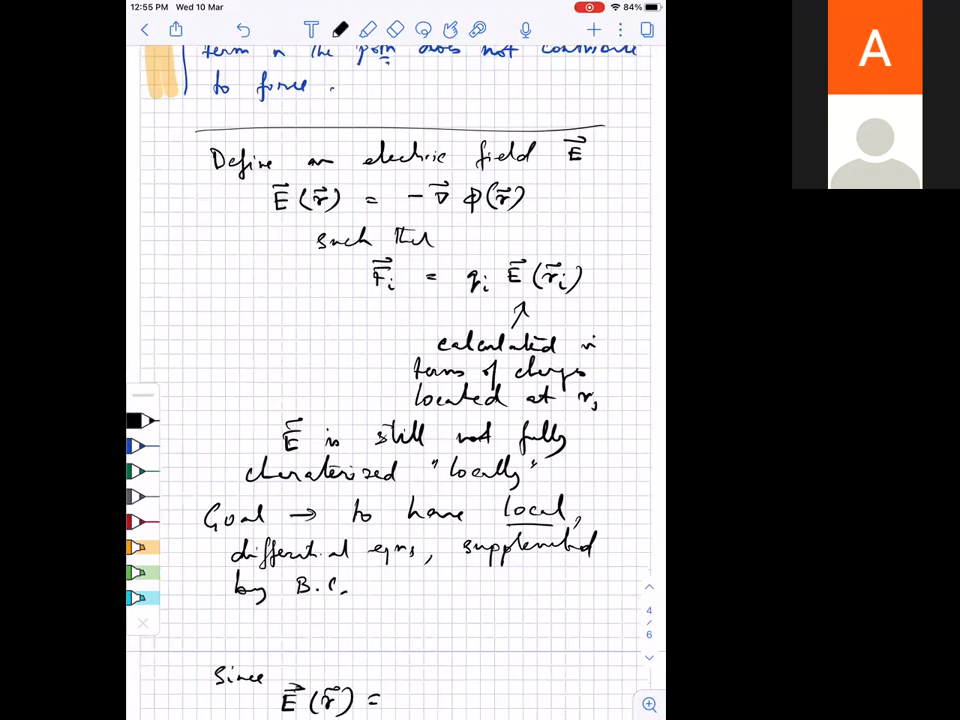 12:55 PM Wed 10 Mar
84%
A
term in the potn does not contribute
to force.
Define an electric field E⃗
E⃗(r⃗) = − ∇⃗ Φ(r⃗)
such that
F⃗ᵢ = qᵢ E⃗(r⃗ᵢ)
calculated in
terms of charges
located at rⱼ
E⃗ is still not fully
charaterised "locally"
Goal → to have local,
differential eqns, supplemented
by B.C.
4
/
6
Since
E⃗(r⃗) =